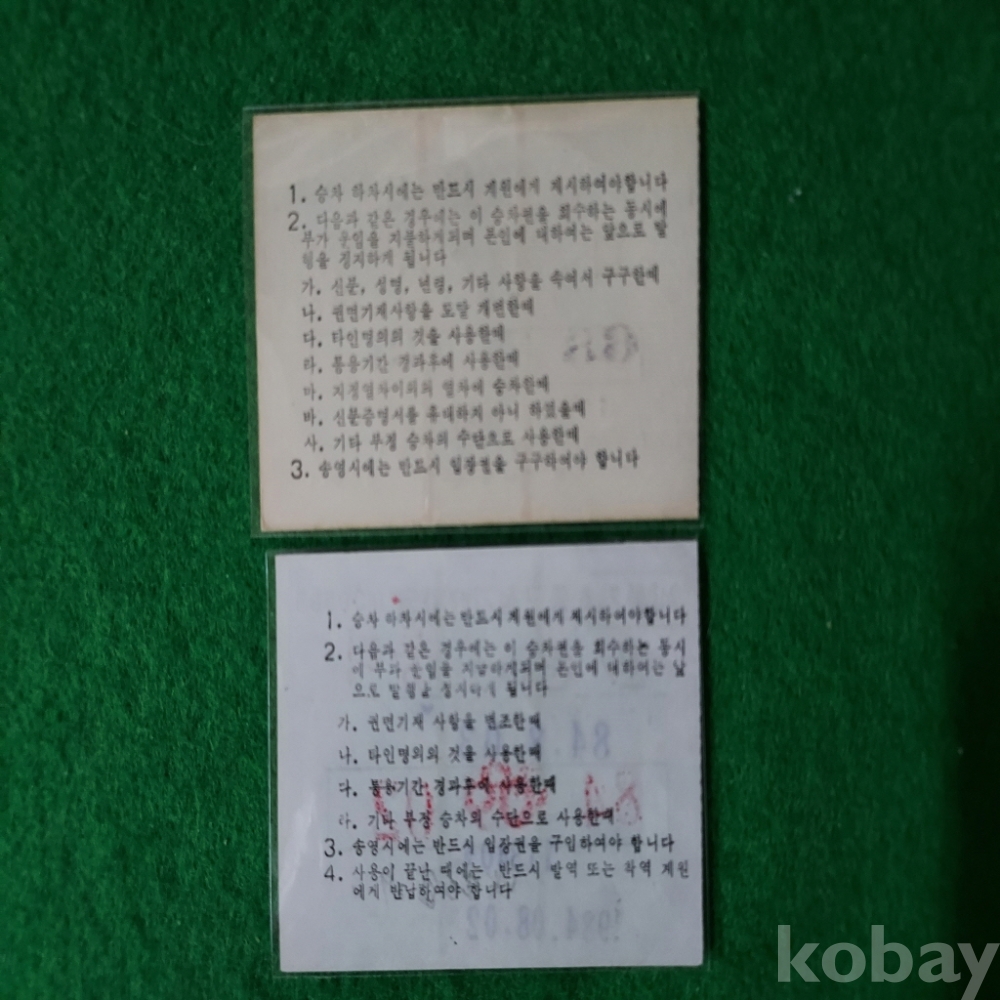 1. 승차 하차시에는 반드시 계원에게 제시하여야합니다
2. 다음과 같은 경우에는 이 승차권을 회수하는 동시에
부가 운임을 지불하게되며 본인에 대하여는 앞으로 발
행을 정지하게 됩니다
가. 신분, 성명, 년령, 기타 사항을 속여서 구구한때
나. 권면기재사항을 도말 개변한때
다. 타인명의의 것을 사용한때
라. 통용기간 경과후에 사용한때
마. 지정열차이외의 열차에 승차한때
바. 신분증명서를 휴대하지 아니 하였을때
사. 기타 부정 승차의 수단으로 사용한때
3. 송영시에는 반드시 입장권을 구구하여야 합니다
1. 승차 하차시에는 반드시 계원에게 제시하여야합니다
2. 다음과 같은 경우에는 이 승차권을 회수하는 동시
에 부과 운임을 지불하게되며 본인에 대하여는 앞
으로 발행을 정지하게 됩니다
가. 권면기재 사항을 변조한때
나. 타인명의의 것을 사용한때
다. 통용기간 경과후에 사용한때
라. 기타 부정 승차의 수단으로 사용한때
3. 송영시에는 반드시 입장권을 구입하여야 합니다
4. 사용이 끝난 때에는 반드시 발역 또는 착역 계원
에게 반납하여야 합니다
1984.08.02
kobay